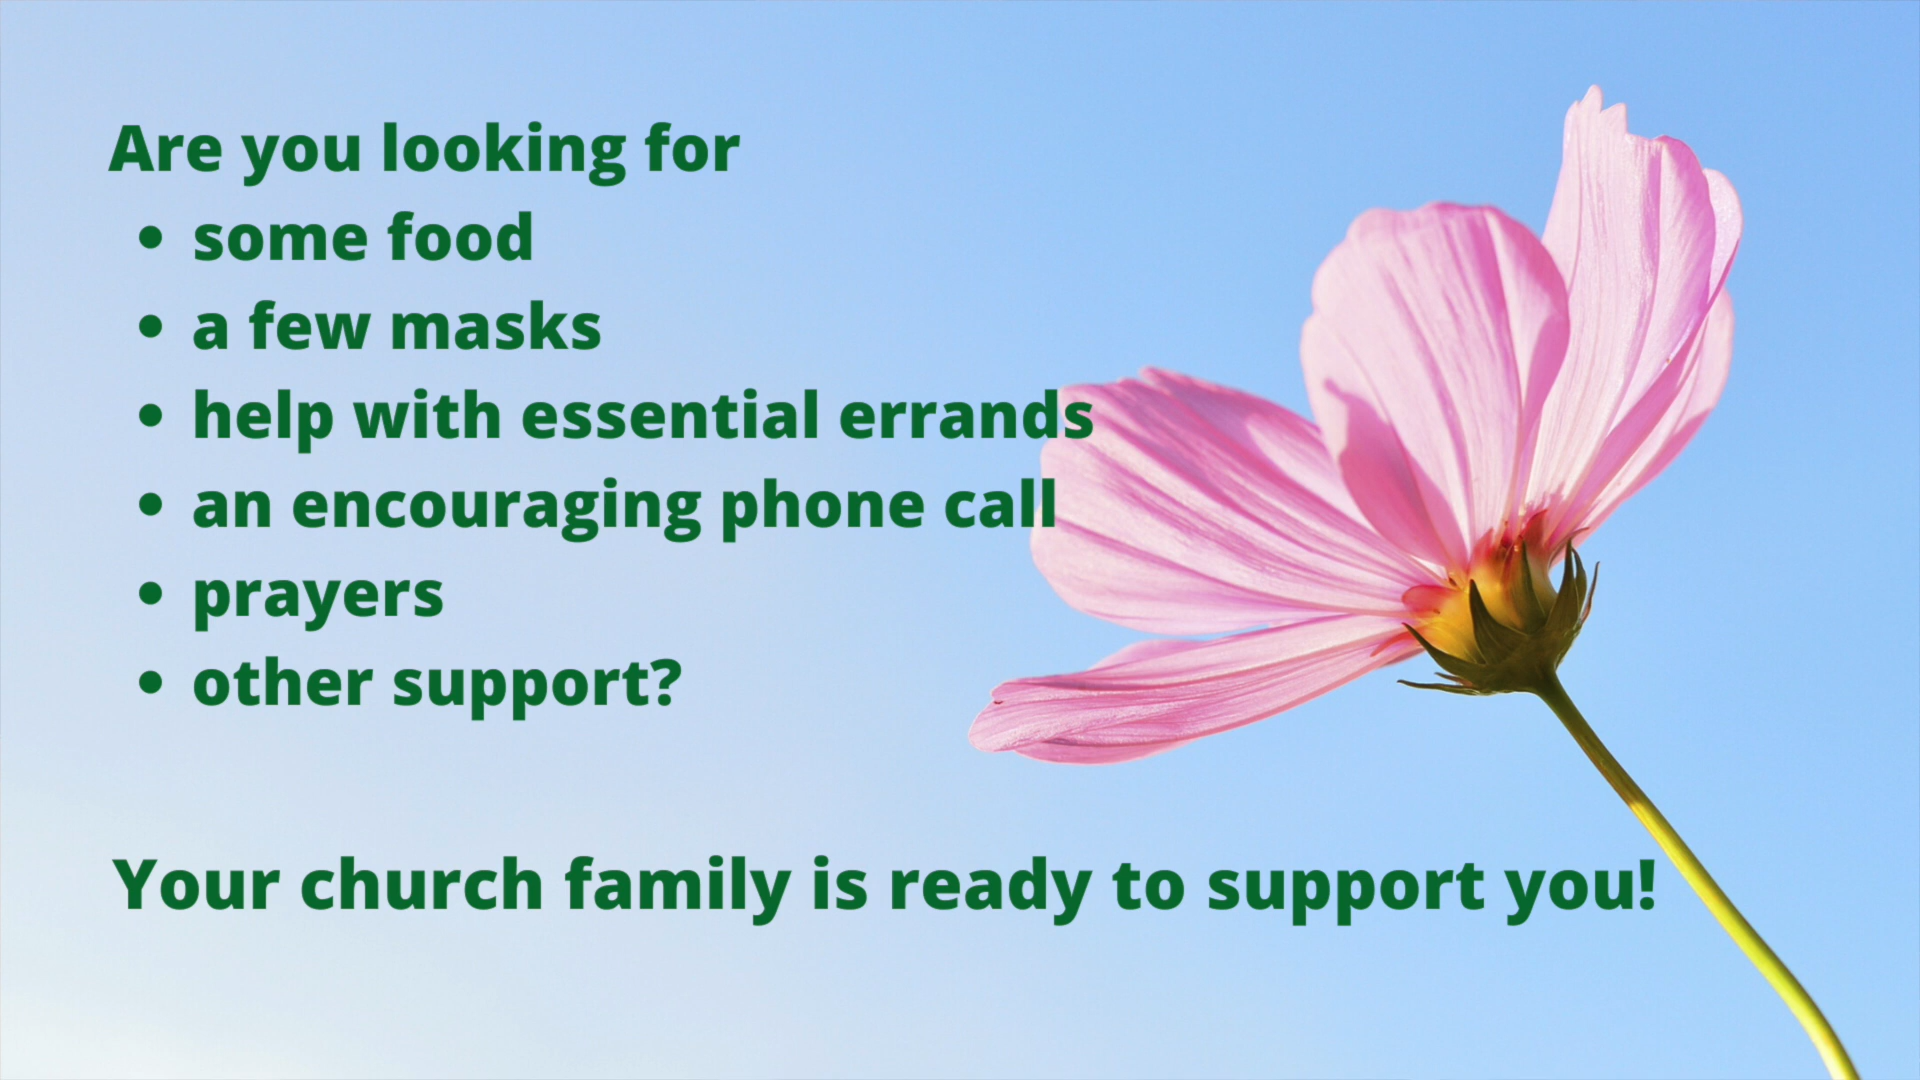 Are you looking for
• some food
• a few masks
• help with essential errands
• an encouraging phone call
• prayers
• other support?
Your church family is ready to support you!